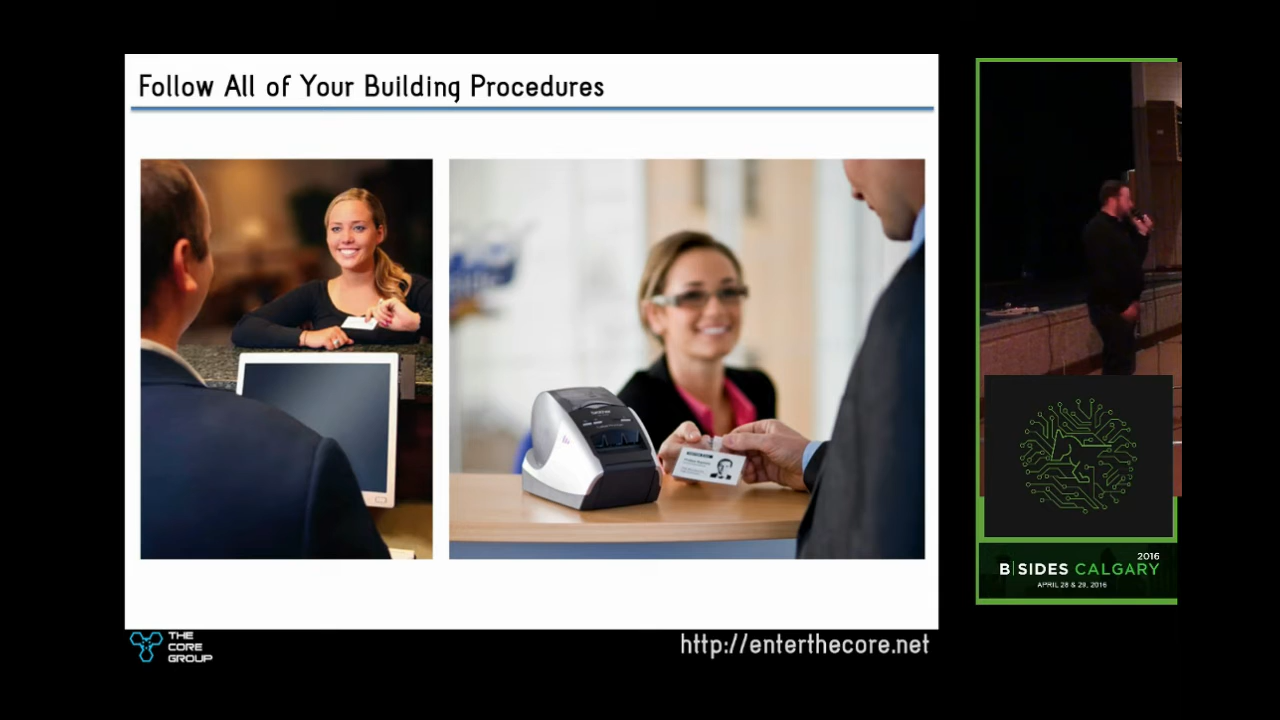 Follow All of Your Building Procedures
THE
CORE
GROUP
http://enterthecore.net
2016
B|SIDES CALGARY
APRIL 28 & 29, 2016